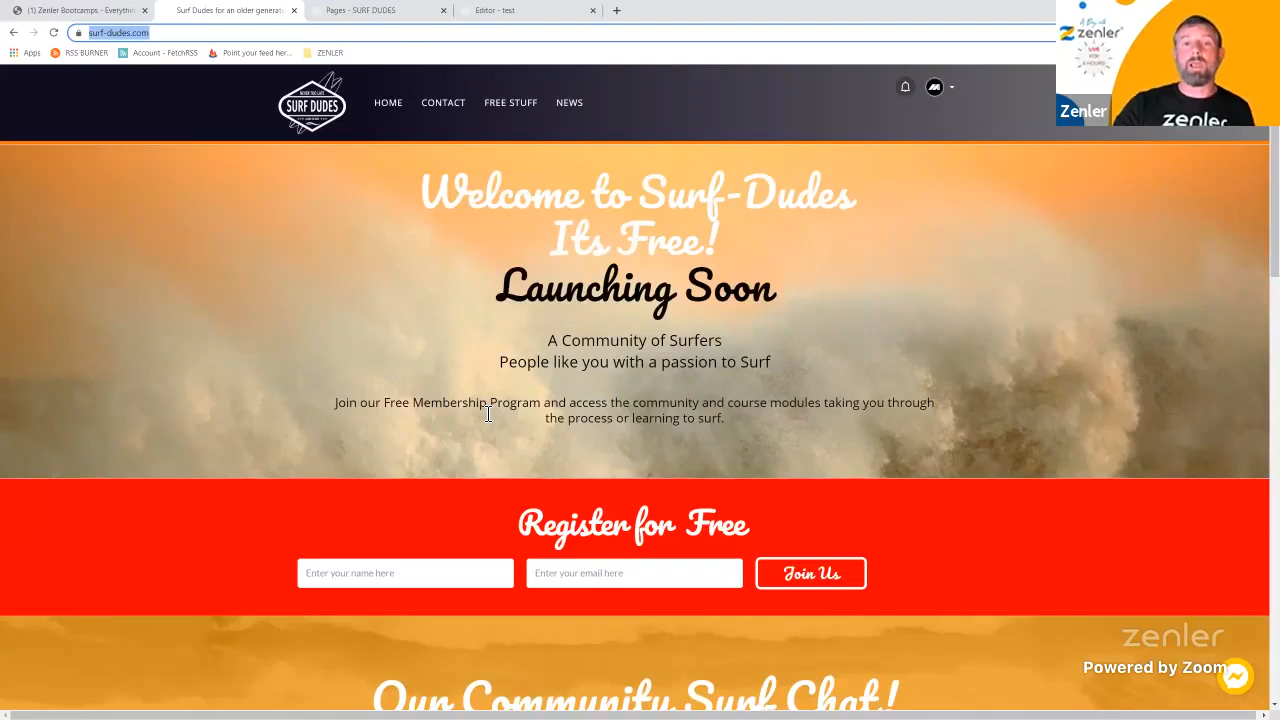 (1) Zenler Bootcamps - Everythin
Surf Dudes for an older generati
Pages - SURF DUDES
Editor - test
surf-dudes.com
Apps
RSS BURNER
Account - FetchRSS
Point your feed her...
ZENLER
SURF DUDES
HOME
CONTACT
FREE STUFF
NEWS
A Day with
zenler
LIVE
FOR
Zenler
zenler
Welcome to Surf-Dudes
Its Free!
Launching Soon
A Community of Surfers
People like you with a passion to Surf
Join our Free Membership Program and access the community and course modules taking you through
the process or learning to surf.
Register for Free
Enter your name here
Enter your email here
Join Us
zenler
Powered by Zoom
Our Community Surf Chat!